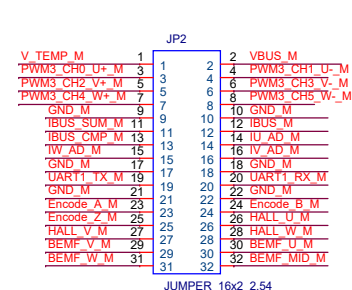 JP2
V_TEMP_M 1 1 2 2 VBUS_M
PWM3_CH0_U+_M 3 3 4 4 PWM3_CH1_U-_M
PWM3_CH2_V+_M 5 5 6 6 PWM3_CH3_V-_M
PWM3_CH4_W+_M 7 7 8 8 PWM3_CH5_W-_M
GND_M 9 9 10 10 GND_M
IBUS_SUM_M 11 11 12 12 IBUS_M
IBUS_CMP_M 13 13 14 14 IU_AD_M
IW_AD_M 15 15 16 16 IV_AD_M
GND_M 17 17 18 18 GND_M
UART1_TX_M 19 19 20 20 UART1_RX_M
GND_M 21 21 22 22 GND_M
Encode_A_M 23 23 24 24 Encode_B_M
Encode_Z_M 25 25 26 26 HALL_U_M
HALL_V_M 27 27 28 28 HALL_W_M
BEMF_V_M 29 29 30 30 BEMF_U_M
BEMF_W_M 31 31 32 32 BEMF_MID_M
JUMPER 16x2 2.54